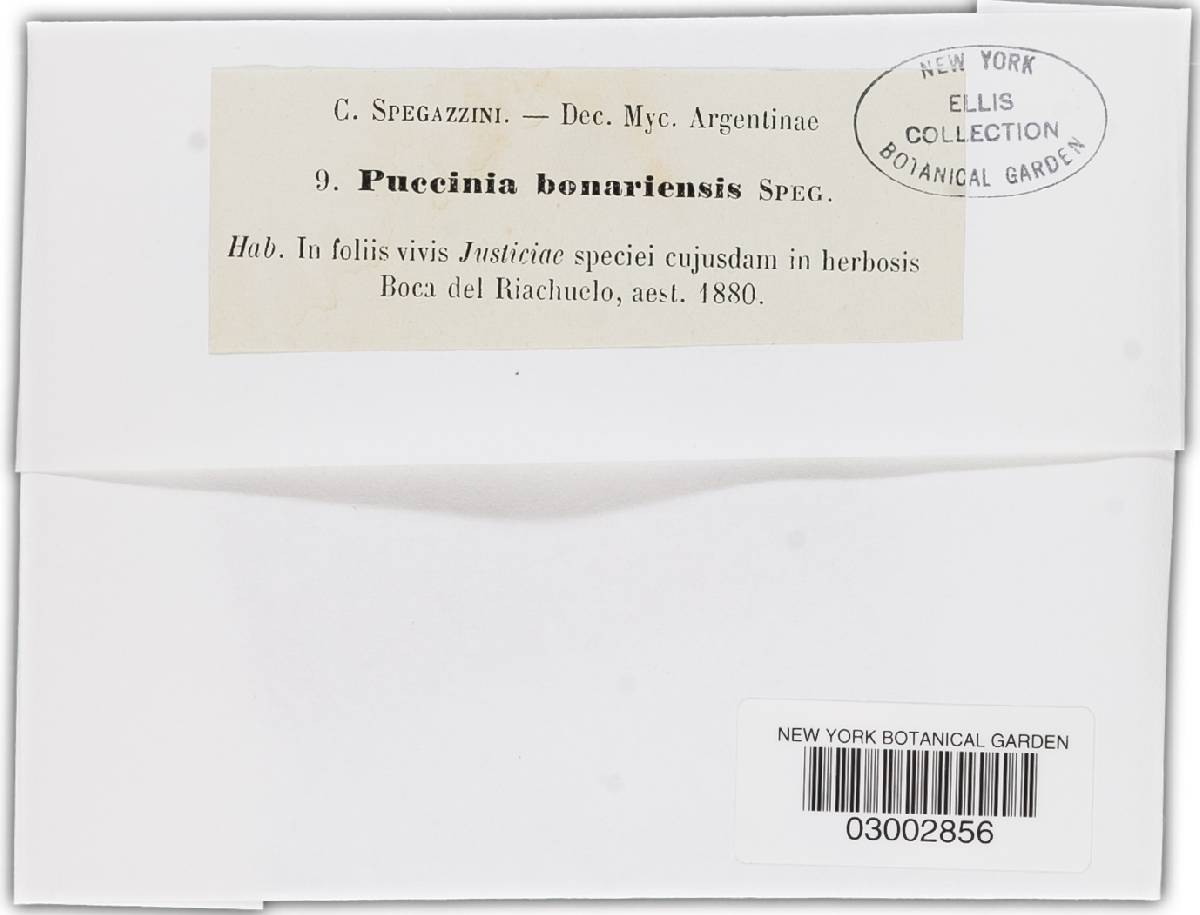 C. SPEGAZZINI. — Dec. Myc. Argentinae
9. Puccinia bonariensis SPEG.
Hab. In foliis vivis Justiciae speciei cujusdam in herbosis
Boca del Riachuelo, aest. 1880.
NEW YORK
ELLIS
COLLECTION
BOTANICAL GARDEN
NEW YORK BOTANICAL GARDEN
03002856